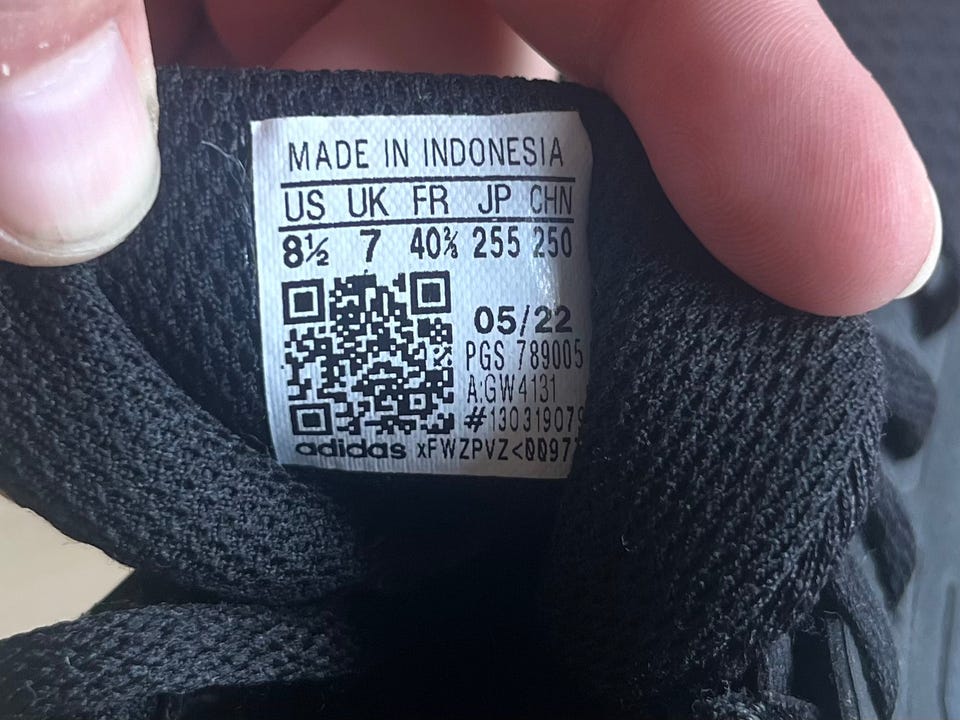 MADE IN INDONESIA
US UK FR JP CHN
8½ 7 40⅔ 255 250
05/22
PGS 789005
A:GW4131
#130319079
adidas xFWZPVZ<0097